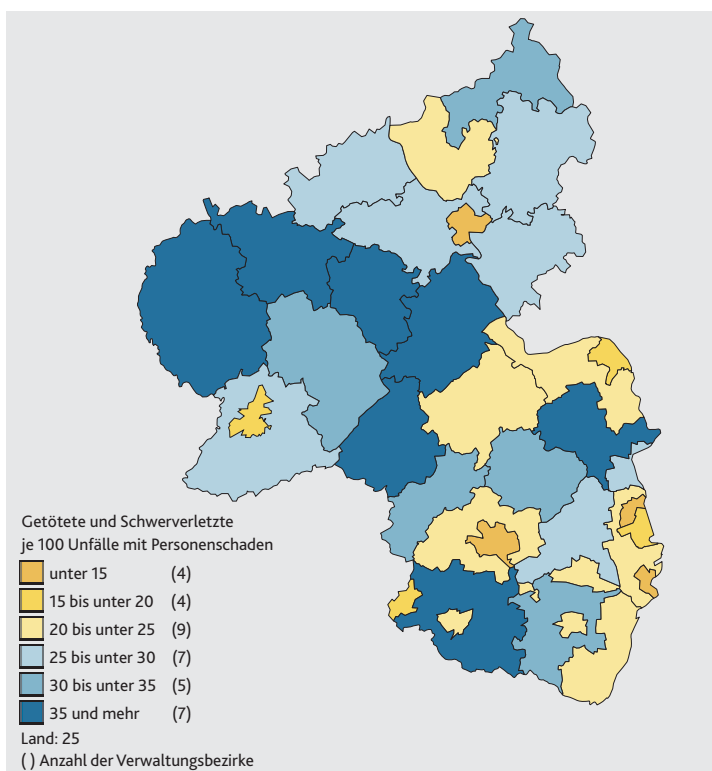 Getötete und Schwerverletzte
je 100 Unfälle mit Personenschaden
unter 15 (4)
15 bis unter 20 (4)
20 bis unter 25 (9)
25 bis unter 30 (7)
30 bis unter 35 (5)
35 und mehr (7)
Land: 25
( ) Anzahl der Verwaltungsbezirke